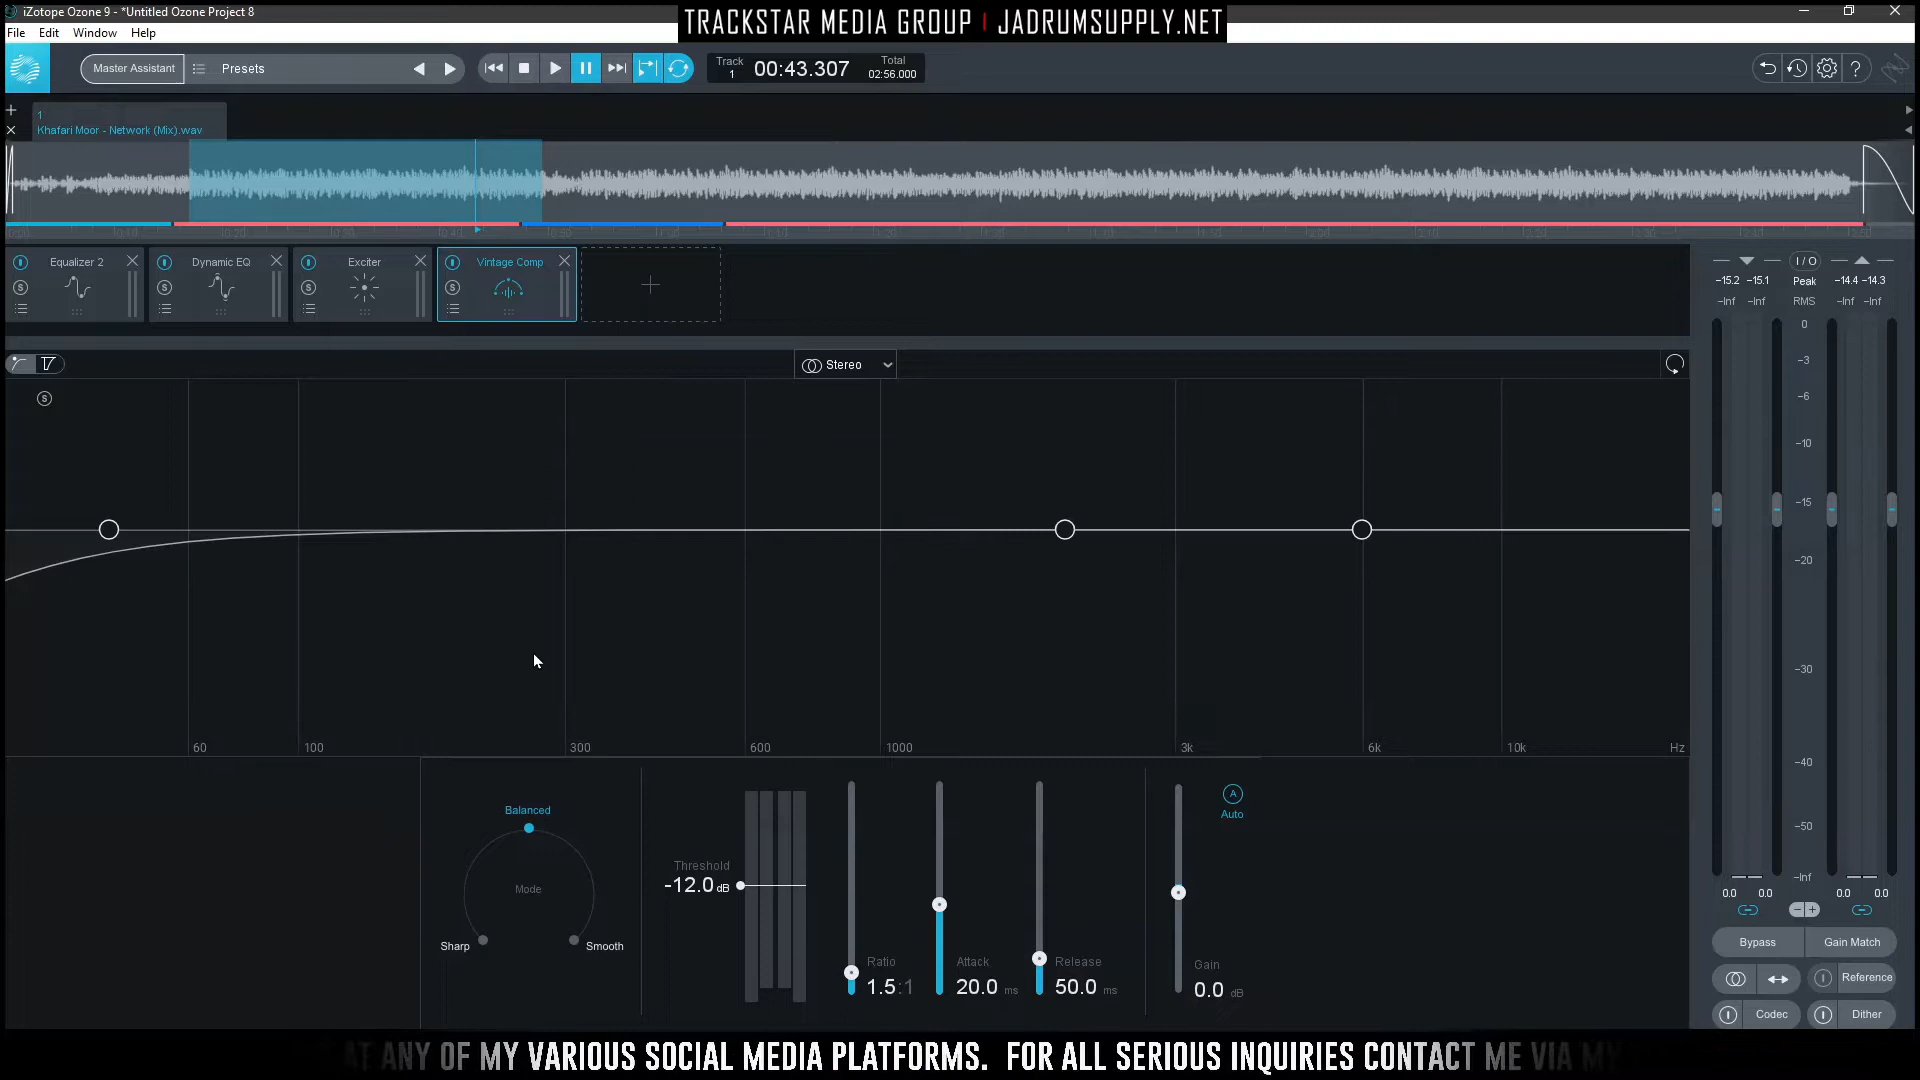 iZotope Ozone 9 - *Untitled Ozone Project 8
TRACKSTAR MEDIA GROUP | JADRUMSUPPLY.NET
File Edit Window Help
Master Assistant Presets
Track 1 00:43.307 Total 02:56.000
1
Khafari Moor - Network (Mix).wav
Equalizer 2 Dynamic EQ Exciter Vintage Comp
I / O
-15.2 -15.1 Peak -14.4 -14.3
-Inf -Inf RMS -Inf -Inf
Stereo
S
60 100 300 600 1000 3k 6k 10k Hz
0
-3
-6
-10
-15
-20
-30
-40
-50
-Inf
0.0 0.0 0.0 0.0
Balanced
Mode
Sharp Smooth
Threshold
-12.0 dB
Ratio
1.5:1
Attack
20.0 ms
Release
50.0 ms
A
Auto
Gain
0.0 dB
Bypass Gain Match
Reference
Codec Dither
AT ANY OF MY VARIOUS SOCIAL MEDIA PLATFORMS. FOR ALL SERIOUS INQUIRIES CONTACT ME VIA MY